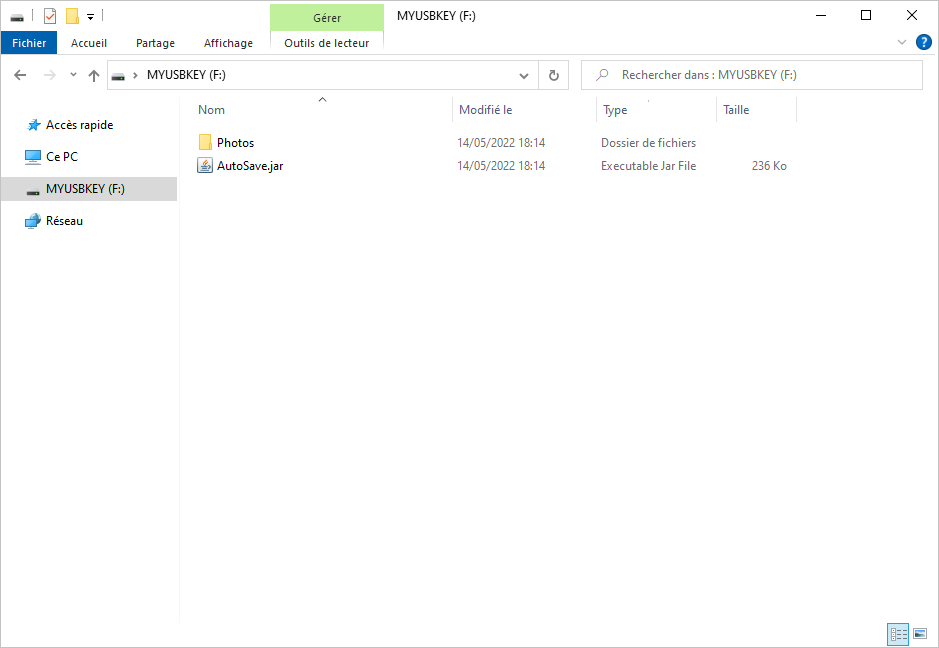 Gérer
MYUSBKEY (F:)
Fichier
Accueil
Partage
Affichage
Outils de lecteur
?
MYUSBKEY (F:)
Rechercher dans : MYUSBKEY (F:)
Accès rapide
Ce PC
MYUSBKEY (F:)
Réseau
Nom Modifié le Type Taille
Photos 14/05/2022 18:14 Dossier de fichiers
AutoSave.jar 14/05/2022 18:14 Executable Jar File 236 Ko